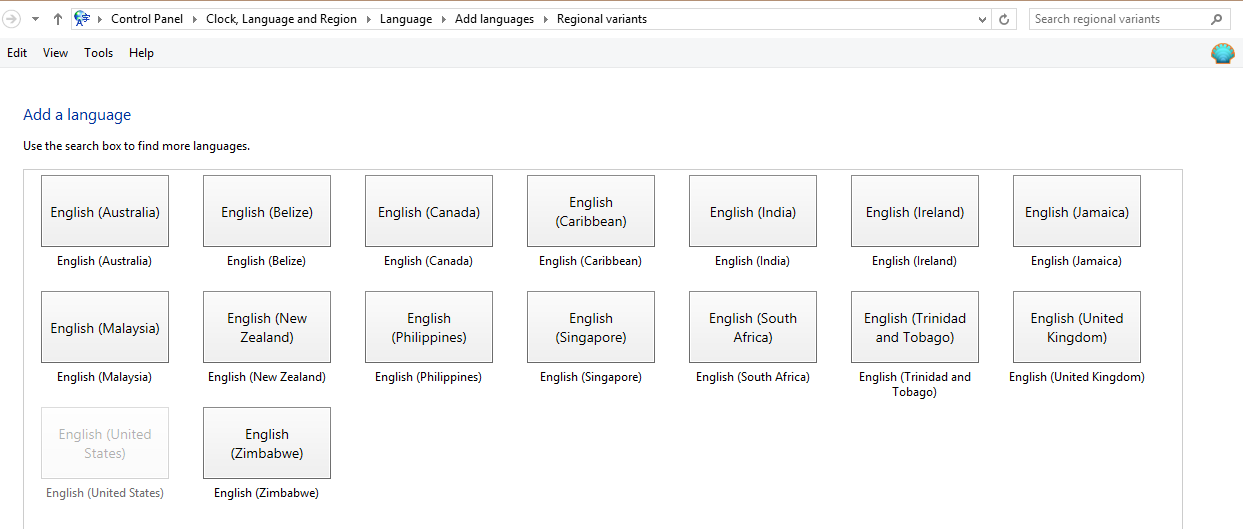 Control Panel Clock, Language and Region Language Add languages Regional variants Search regional variants
Edit View Tools Help
Add a language
Use the search box to find more languages.
English (Australia) English (Belize) English (Canada) English (Caribbean) English (India) English (Ireland) English (Jamaica)
English (Australia) English (Belize) English (Canada) English (Caribbean) English (India) English (Ireland) English (Jamaica)
English (Malaysia) English (New Zealand) English (Philippines) English (Singapore) English (South Africa) English (Trinidad and Tobago) English (United Kingdom)
English (Malaysia) English (New Zealand) English (Philippines) English (Singapore) English (South Africa) English (Trinidad and Tobago) English (United Kingdom)
English (United States) English (Zimbabwe)
English (United States) English (Zimbabwe)